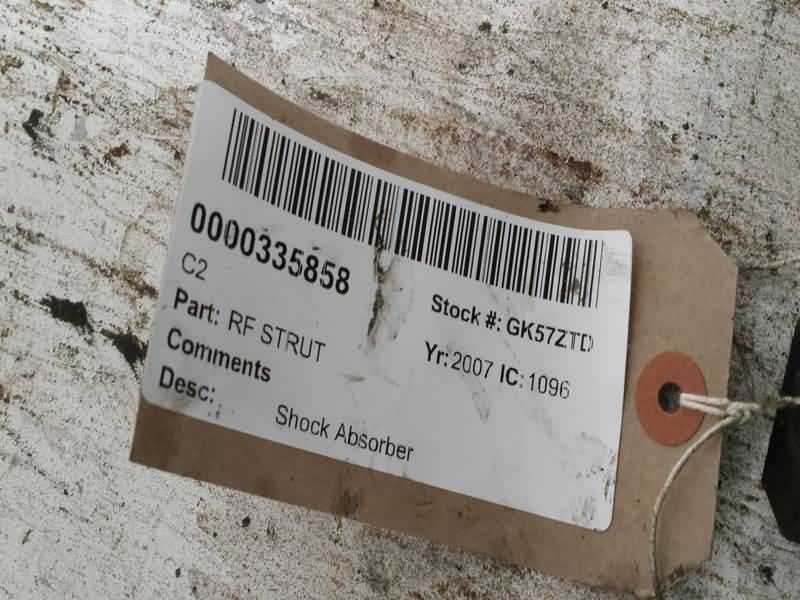 0000335858
C2
Stock #: GK57ZTD
Part: RF STRUT
Yr: 2007 IC: 1096
Comments
Desc:
Shock Absorber